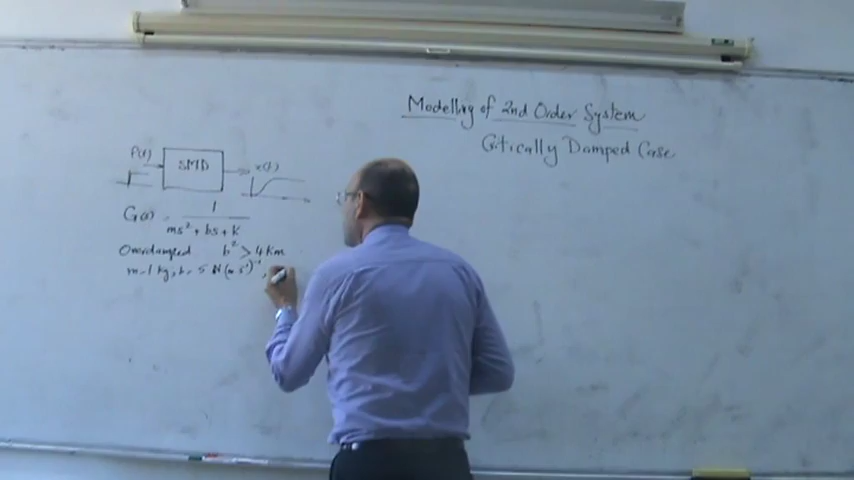 Modelling of 2nd Order System
Critically Damped Case
P(t)
SMD
x(t)
G(s) = 1 / ms² + bs + k
Overdamped b² > 4km
m = 1 kg, b = 5 N(m s⁻¹)⁻¹,